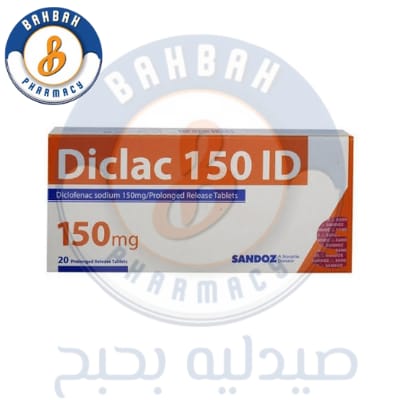 BAHBAH
PHARMACY
BAHBAH
Diclac 150 ID
Diclofenac sodium 150mg/Prolonged Release Tablets
150mg
20 Prolonged Release Tablets
SANDOZ
PHARMACY
صيدليه بحبح